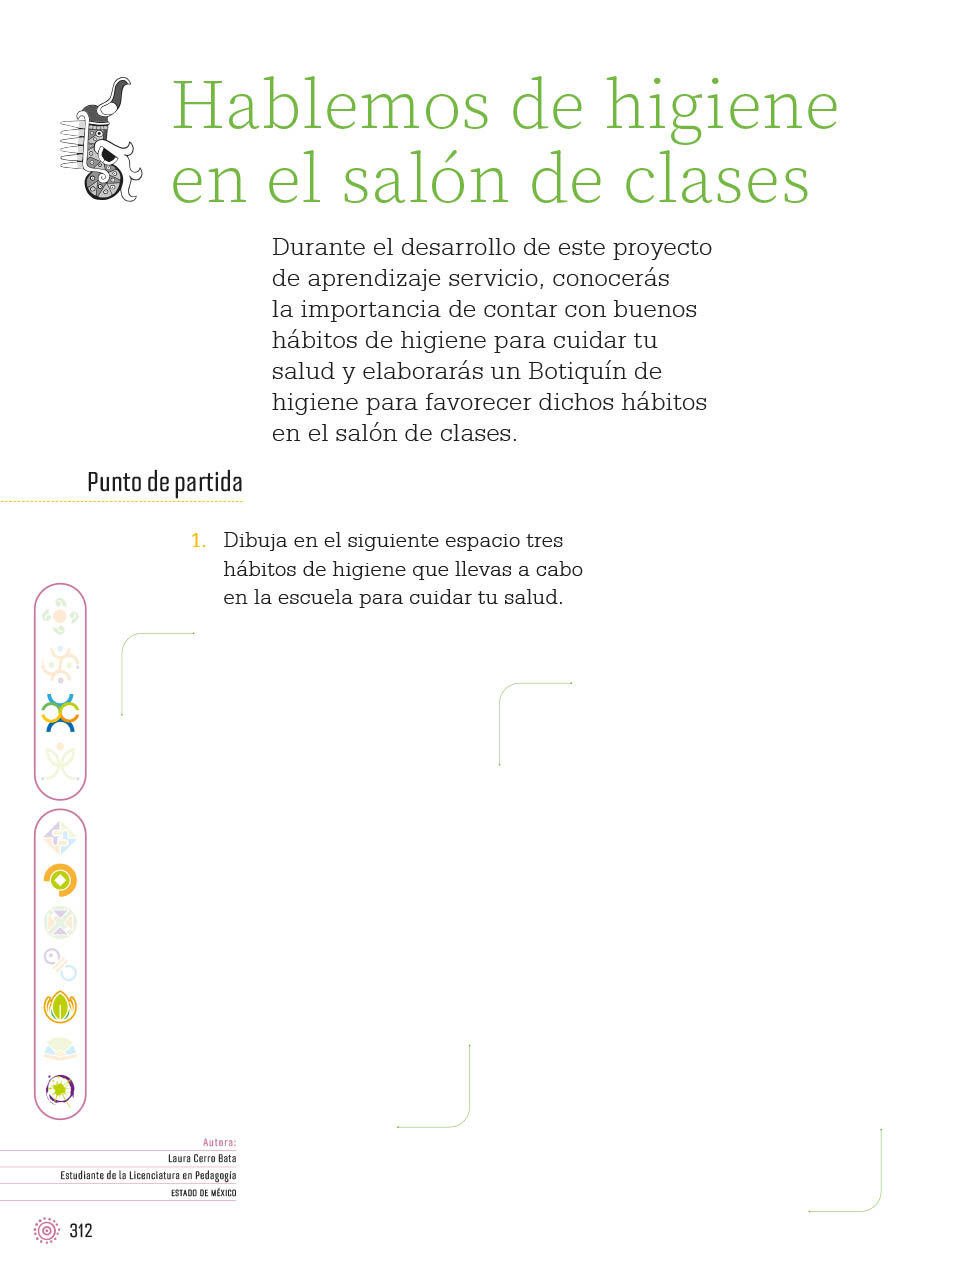 Hablemos de higiene
en el salón de clases
Durante el desarrollo de este proyecto
de aprendizaje servicio, conocerás
la importancia de contar con buenos
hábitos de higiene para cuidar tu
salud y elaborarás un Botiquín de
higiene para favorecer dichos hábitos
en el salón de clases.
Punto de partida
1. Dibuja en el siguiente espacio tres
hábitos de higiene que llevas a cabo
en la escuela para cuidar tu salud.
Autora:
Laura Cerro Bata
Estudiante de la Licenciatura en Pedagogía
ESTADO DE MÉXICO
312